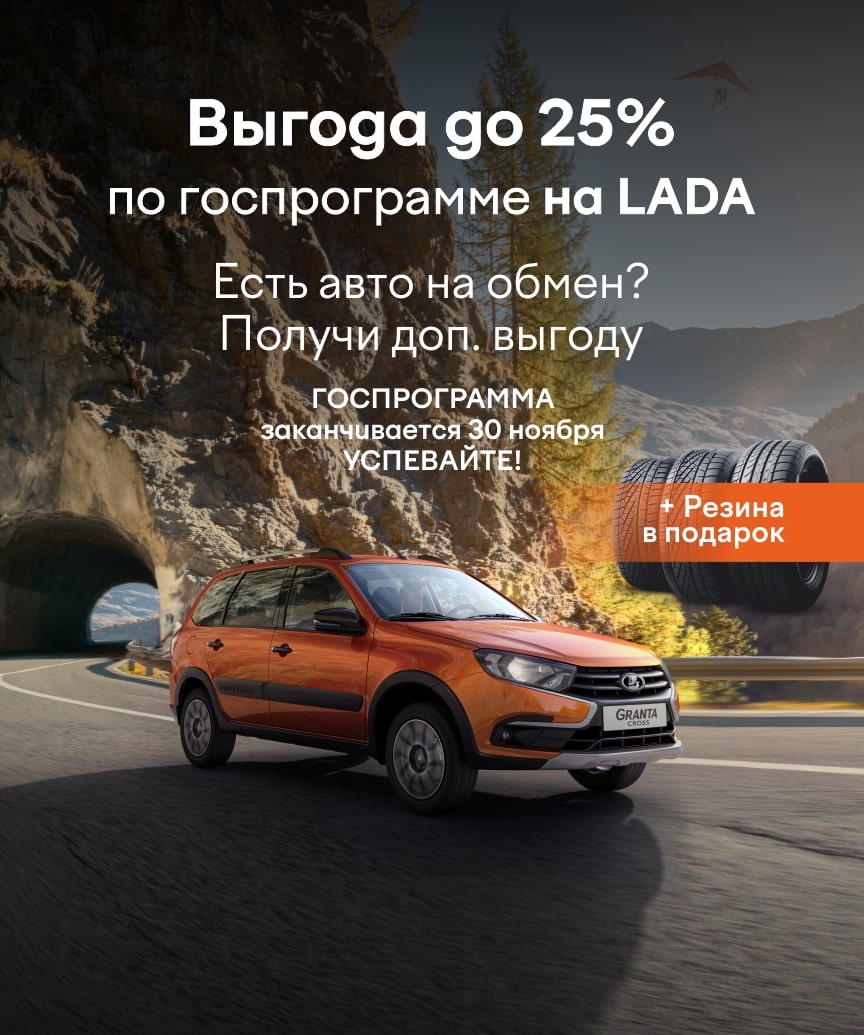 Выгода до 25%
по госпрограмме на LADA
Есть авто на обмен?
Получи доп. выгоду
ГОСПРОГРАММА
заканчивается 30 ноября
УСПЕВАЙТЕ!
+ Резина
в подарок
GRANTA
CROSS